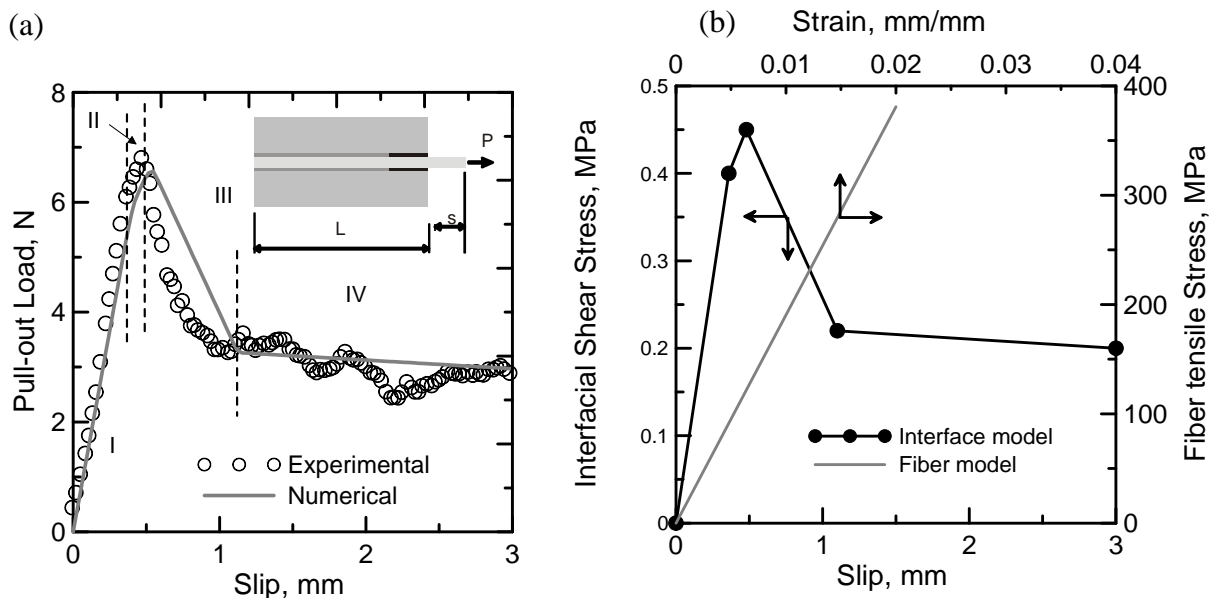 (a)
Pull-out Load, N
8
6
4
2
0
I
II
III
IV
P
L
s
Experimental
Numerical
0
1
2
3
Slip, mm
(b)
Strain, mm/mm
0
0.01
0.02
0.03
0.04
Interfacial Shear Stress, MPa
0.5
0.4
0.3
0.2
0.1
0
400
300
200
100
0
Fiber tensile Stress, MPa
Interface model
Fiber model
0
1
2
3
Slip, mm